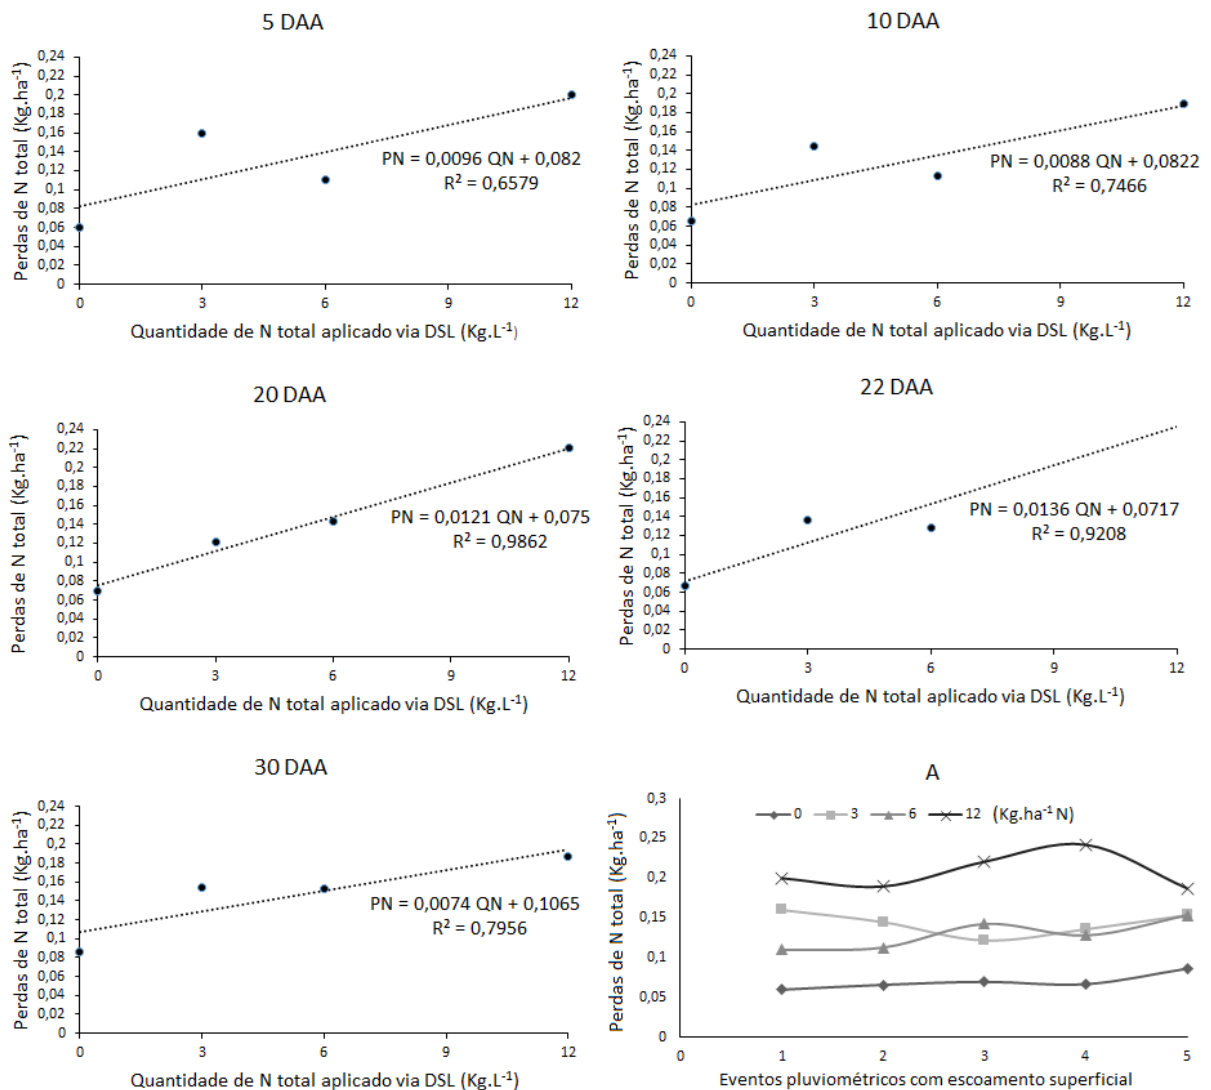 5 DAA
Perdas de N total (Kg.ha⁻¹)
0,24
0,22
0,2
0,18
0,16
0,14
0,12
0,1
0,08
0,06
0,04
0,02
0
PN = 0,0096 QN + 0,082
R² = 0,6579
0 3 6 9 12
Quantidade de N total aplicado via DSL (Kg.L⁻¹)
10 DAA
Perdas de N total (Kg.ha⁻¹)
0,24
0,22
0,2
0,18
0,16
0,14
0,12
0,1
0,08
0,06
0,04
0,02
0
PN = 0,0088 QN + 0,0822
R² = 0,7466
0 3 6 9 12
Quantidade de N total aplicado via DSL (Kg.L⁻¹)
20 DAA
Perdas de N total (Kg.ha⁻¹)
0,24
0,22
0,2
0,18
0,16
0,14
0,12
0,1
0,08
0,06
0,04
0,02
0
PN = 0,0121 QN + 0,075
R² = 0,9862
0 3 6 9 12
Quantidade de N total aplicado via DSL (Kg.L⁻¹)
22 DAA
Perdas de N total (Kg.ha⁻¹)
0,24
0,22
0,2
0,18
0,16
0,14
0,12
0,1
0,08
0,06
0,04
0,02
0
PN = 0,0136 QN + 0,0717
R² = 0,9208
0 3 6 9 12
Quantidade de N total aplicado via DSL (Kg.L⁻¹)
30 DAA
Perdas de N total (Kg.ha⁻¹)
0,24
0,22
0,2
0,18
0,16
0,14
0,12
0,1
0,08
0,06
0,04
0,02
0
PN = 0,0074 QN + 0,1065
R² = 0,7956
0 3 6 9 12
Quantidade de N total aplicado via DSL (Kg.L⁻¹)
A
Perdas de N total (Kg.ha⁻¹)
0,3
0,25
0,2
0,15
0,1
0,05
0
0 3 6 12 (Kg.ha⁻¹ N)
0 1 2 3 4 5
Eventos pluviométricos com escoamento superficial